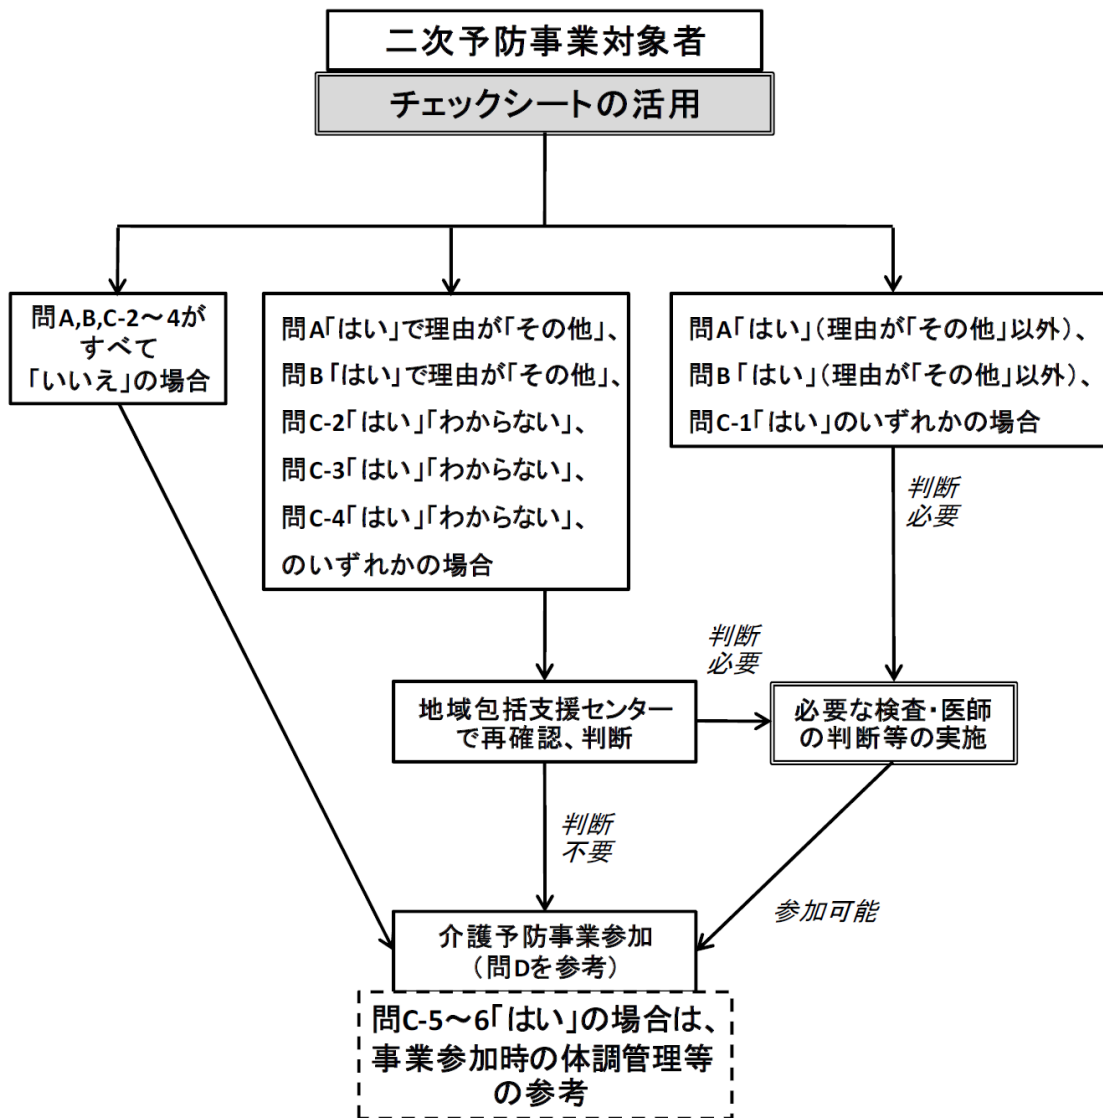 二次予防事業対象者
チェックシートの活用
問A,B,C-2～4が
すべて
「いいえ」の場合
問A「はい」で理由が「その他」、
問B「はい」で理由が「その他」、
問C-2「はい」「わからない」、
問C-3「はい」「わからない」、
問C-4「はい」「わからない」、
のいずれかの場合
問A「はい」（理由が「その他」以外）、
問B「はい」（理由が「その他」以外）、
問C-1「はい」のいずれかの場合
判断
必要
判断
必要
地域包括支援センター
で再確認、判断
必要な検査・医師
の判断等の実施
判断
不要
参加可能
介護予防事業参加
（問Dを参考）
問C-5～6「はい」の場合は、
事業参加時の体調管理等
の参考